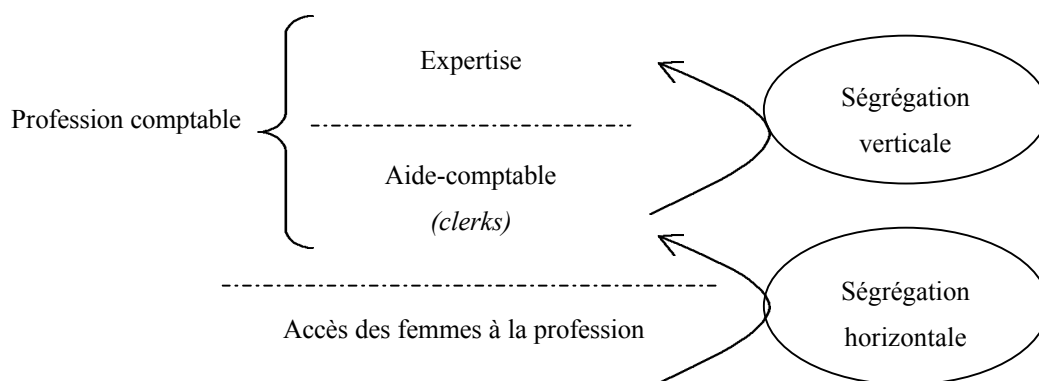 Expertise
Profession comptable
Aide-comptable
(clerks)
Accès des femmes à la profession
Ségrégation
verticale
Ségrégation
horizontale